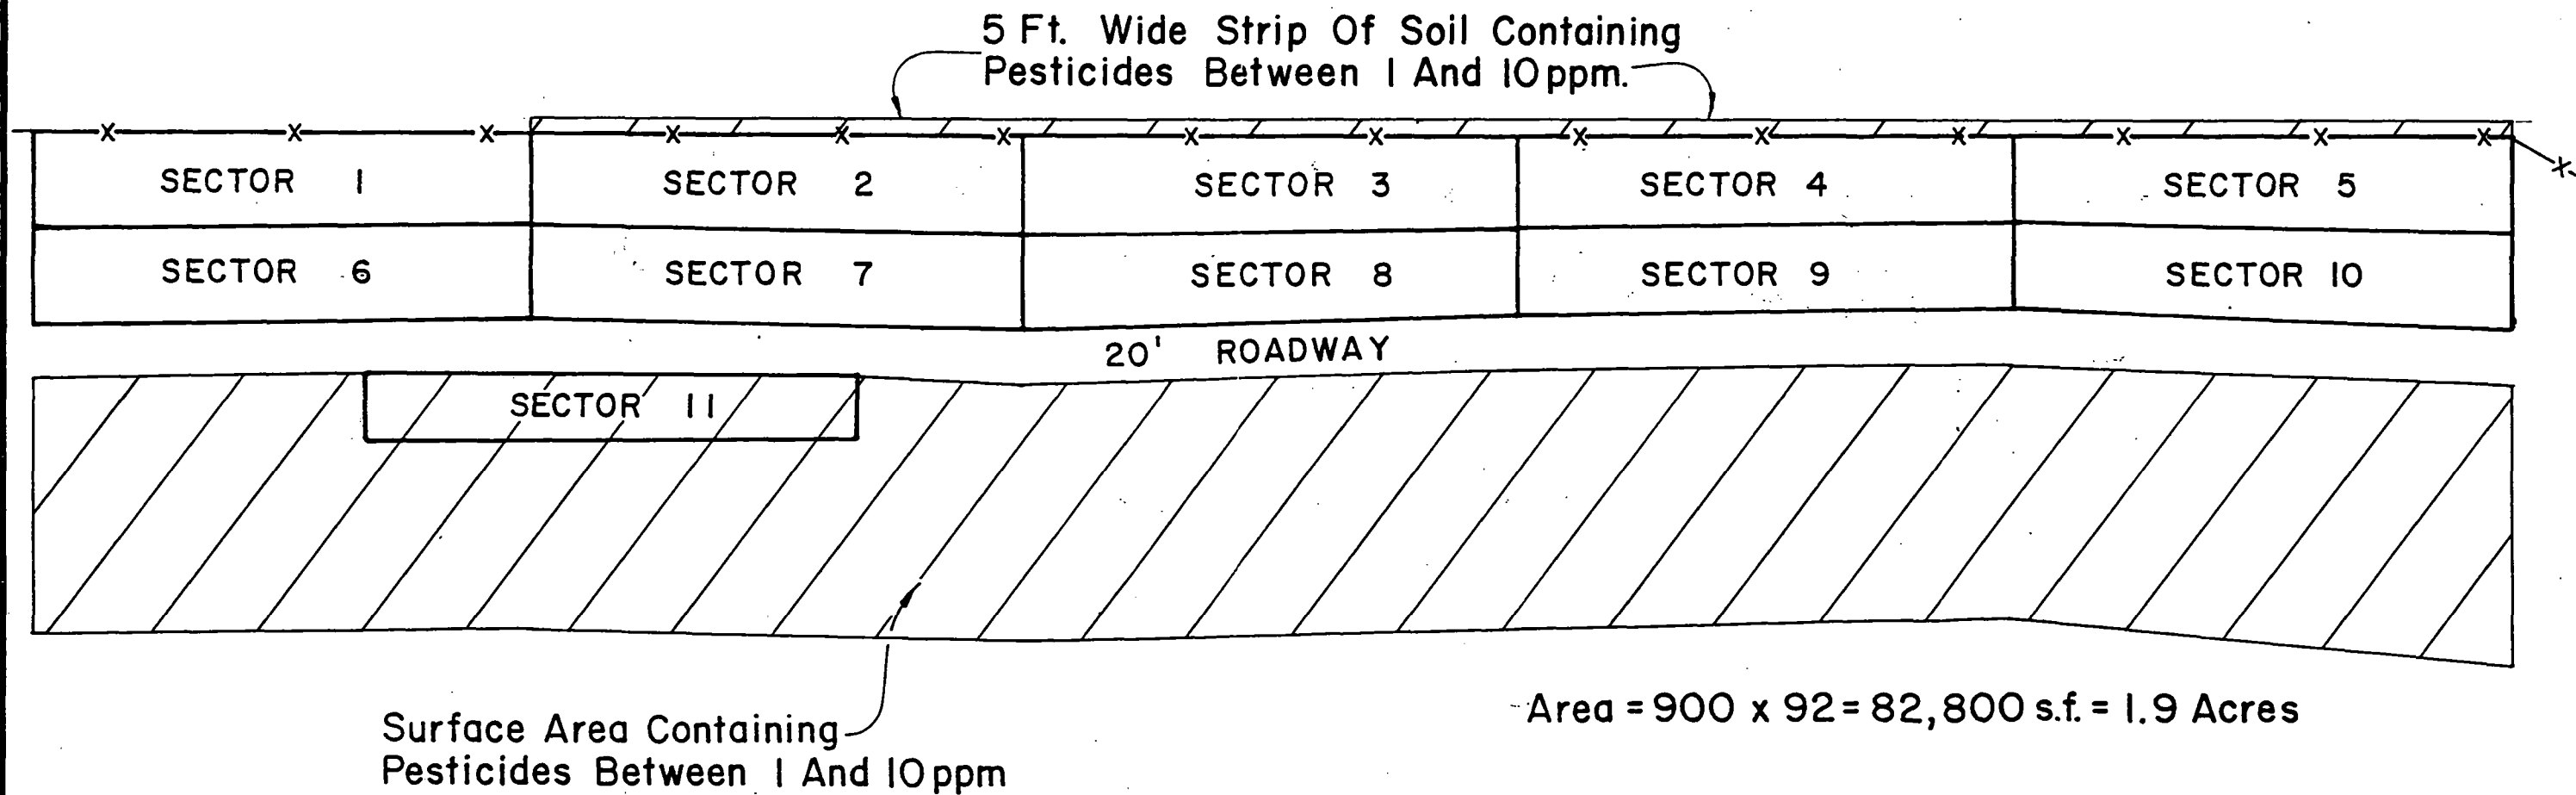 5 Ft. Wide Strip Of Soil Containing
Pesticides Between 1 And 10 ppm.
SECTOR 1
SECTOR 2
SECTOR 3
SECTOR 4
SECTOR 5
SECTOR 6
SECTOR 7
SECTOR 8
SECTOR 9
SECTOR 10
20' ROADWAY
SECTOR 11
Area = 900 x 92 = 82,800 s.f. = 1.9 Acres
Surface Area Containing
Pesticides Between 1 And 10 ppm